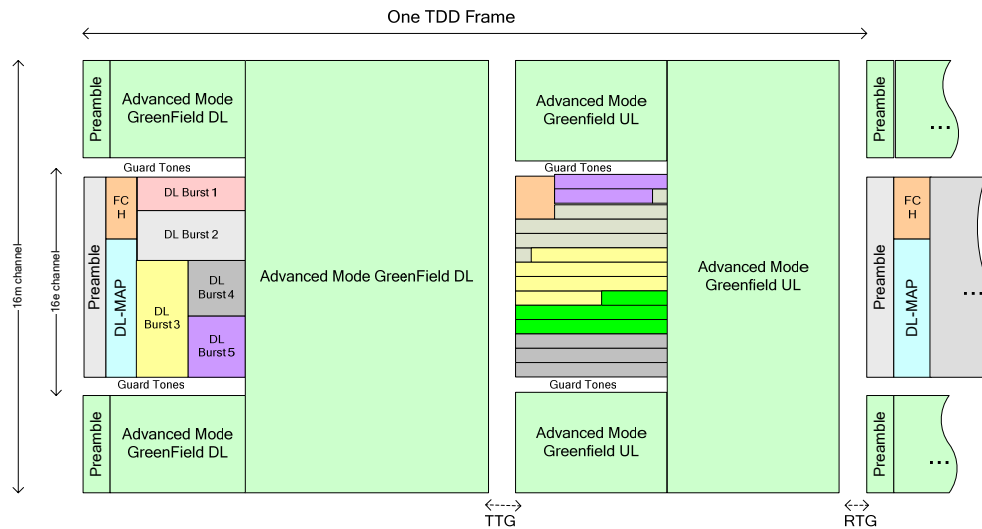 One TDD Frame
16m channel
16e channel
Preamble
Advanced Mode
GreenField DL
Guard Tones
Preamble
FC
H
DL-MAP
DL Burst 1
DL Burst 2
DL
Burst 3
DL
Burst 4
DL
Burst 5
Guard Tones
Preamble
Advanced Mode
GreenField DL
Advanced Mode GreenField DL
TTG
Advanced Mode
Greenfield UL
Guard Tones
Guard Tones
Advanced Mode
Greenfield UL
Advanced Mode
Greenfield UL
RTG
Preamble
...
Preamble
FC
H
DL-MAP
...
Preamble
...